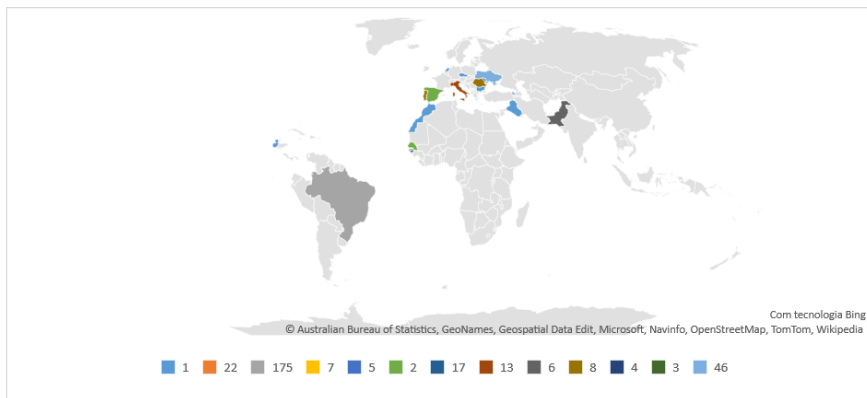 Com tecnologia Bing
© Australian Bureau of Statistics, GeoNames, Geospatial Data Edit, Microsoft, Navinfo, OpenStreetMap, TomTom, Wikipedia
1 22 175 7 5 2 17 13 6 8 4 3 46